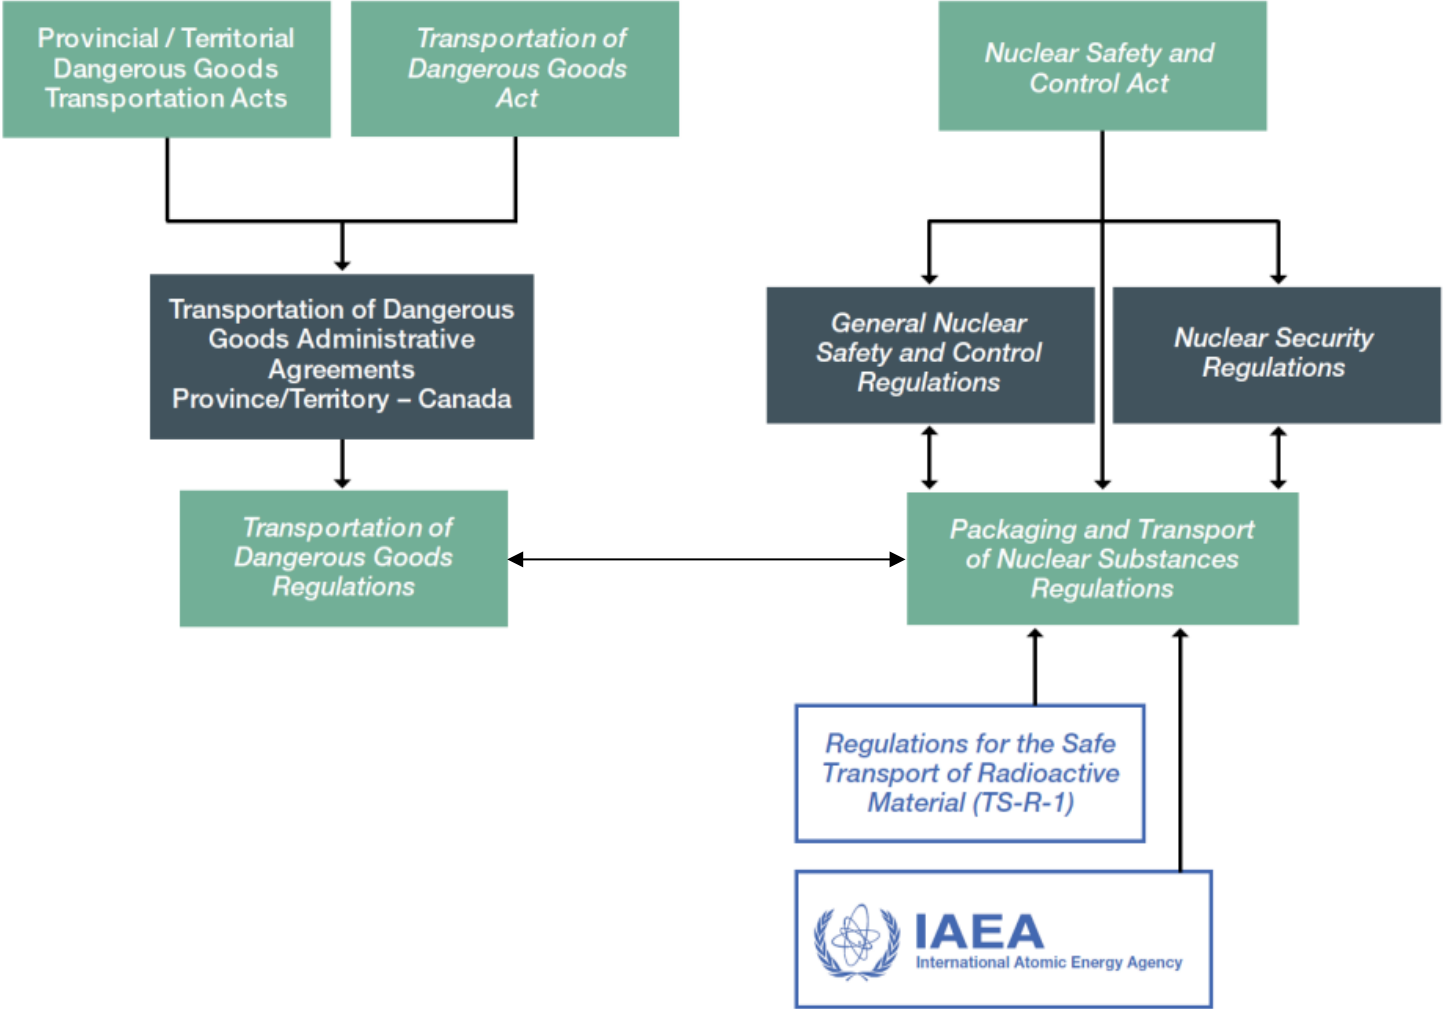 Provincial / Territorial
Dangerous Goods
Transportation Acts
Transportation of
Dangerous Goods
Act
Nuclear Safety and
Control Act
Transportation of Dangerous
Goods Administrative
Agreements
Province/Territory – Canada
General Nuclear
Safety and Control
Regulations
Nuclear Security
Regulations
Transportation of
Dangerous Goods
Regulations
Packaging and Transport
of Nuclear Substances
Regulations
Regulations for the Safe
Transport of Radioactive
Material (TS-R-1)
IAEA
International Atomic Energy Agency